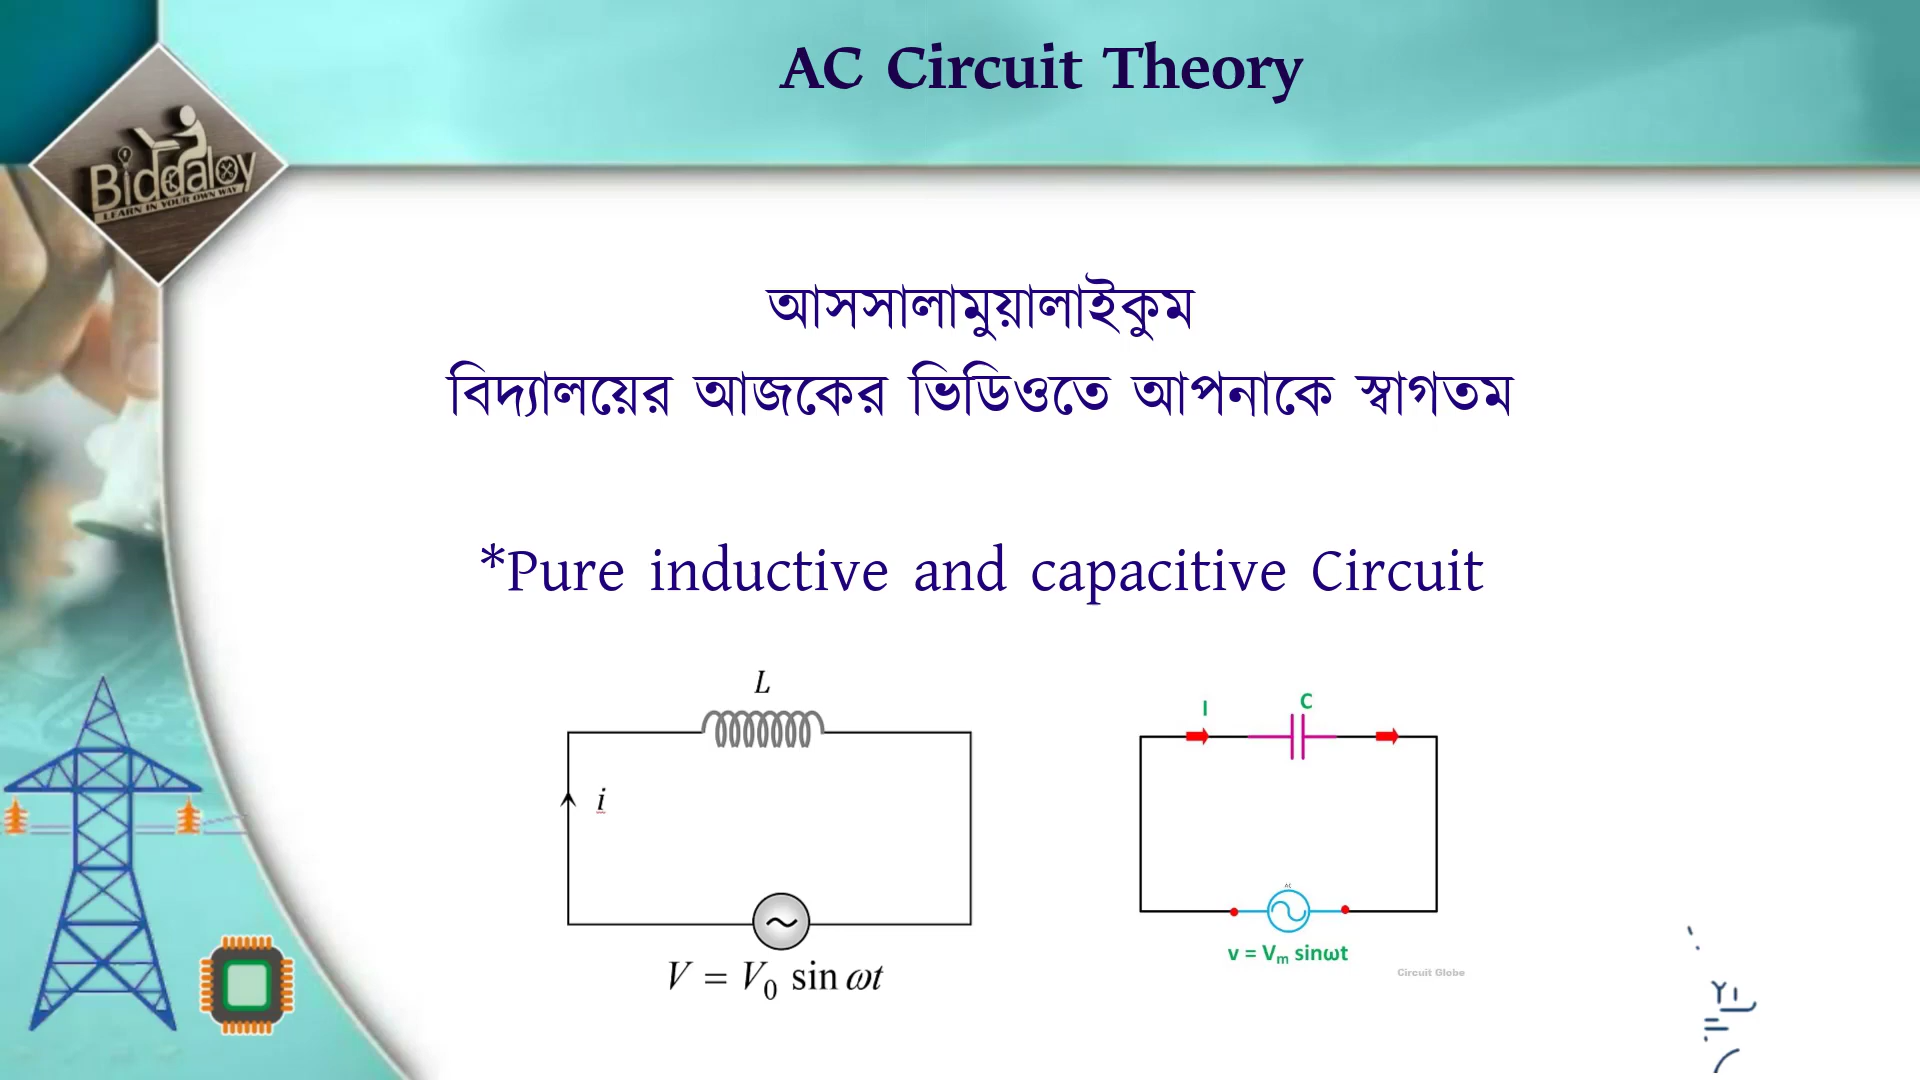 AC Circuit Theory
Biddaloy
LEARN IN YOUR OWN WAY
আসসালামুয়ালাইকুম
বিদ্যালয়ের আজকের ভিডিওতে আপনাকে স্বাগতম
*Pure inductive and capacitive Circuit
L
i
V = V₀ sin ωt
I
C
AC
v = Vₘ sinωt
Circuit Globe